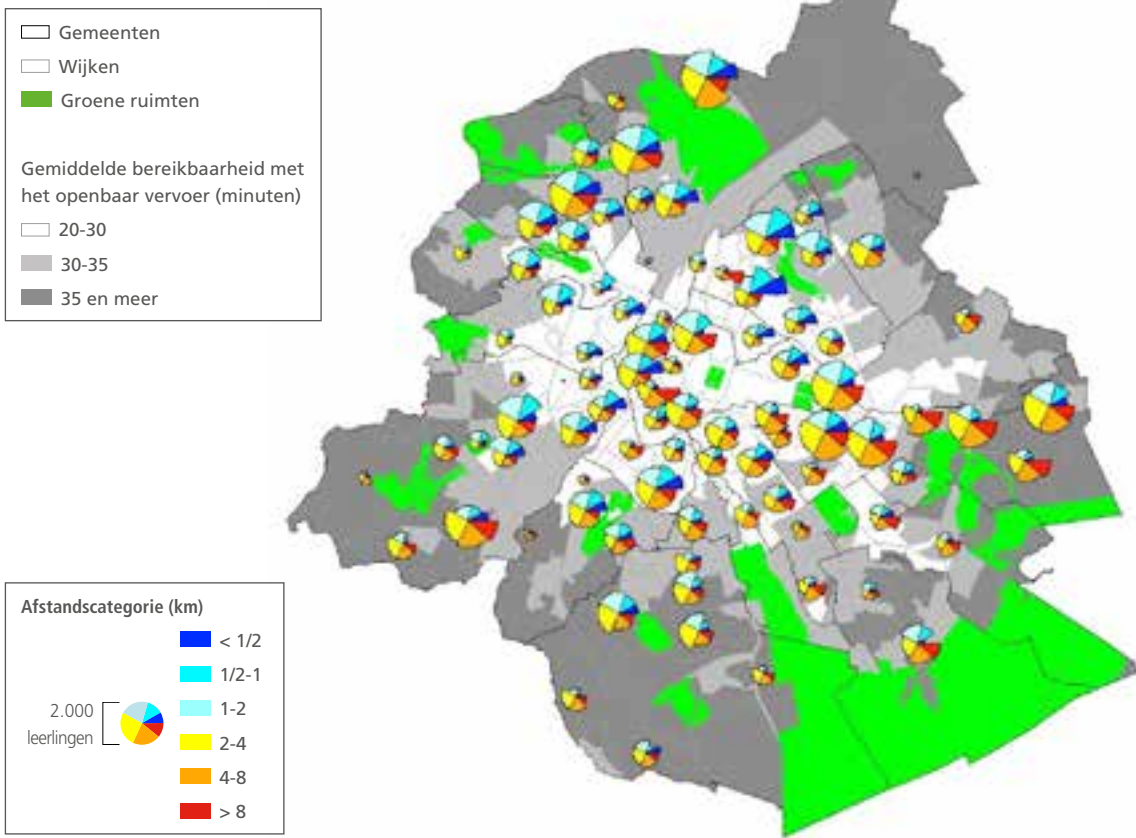 Gemeenten
Wijken
Groene ruimten
Gemiddelde bereikbaarheid met
het openbaar vervoer (minuten)
20-30
30-35
35 en meer
Afstandscategorie (km)
< 1/2
1/2-1
1-2
2-4
4-8
> 8
2.000
leerlingen